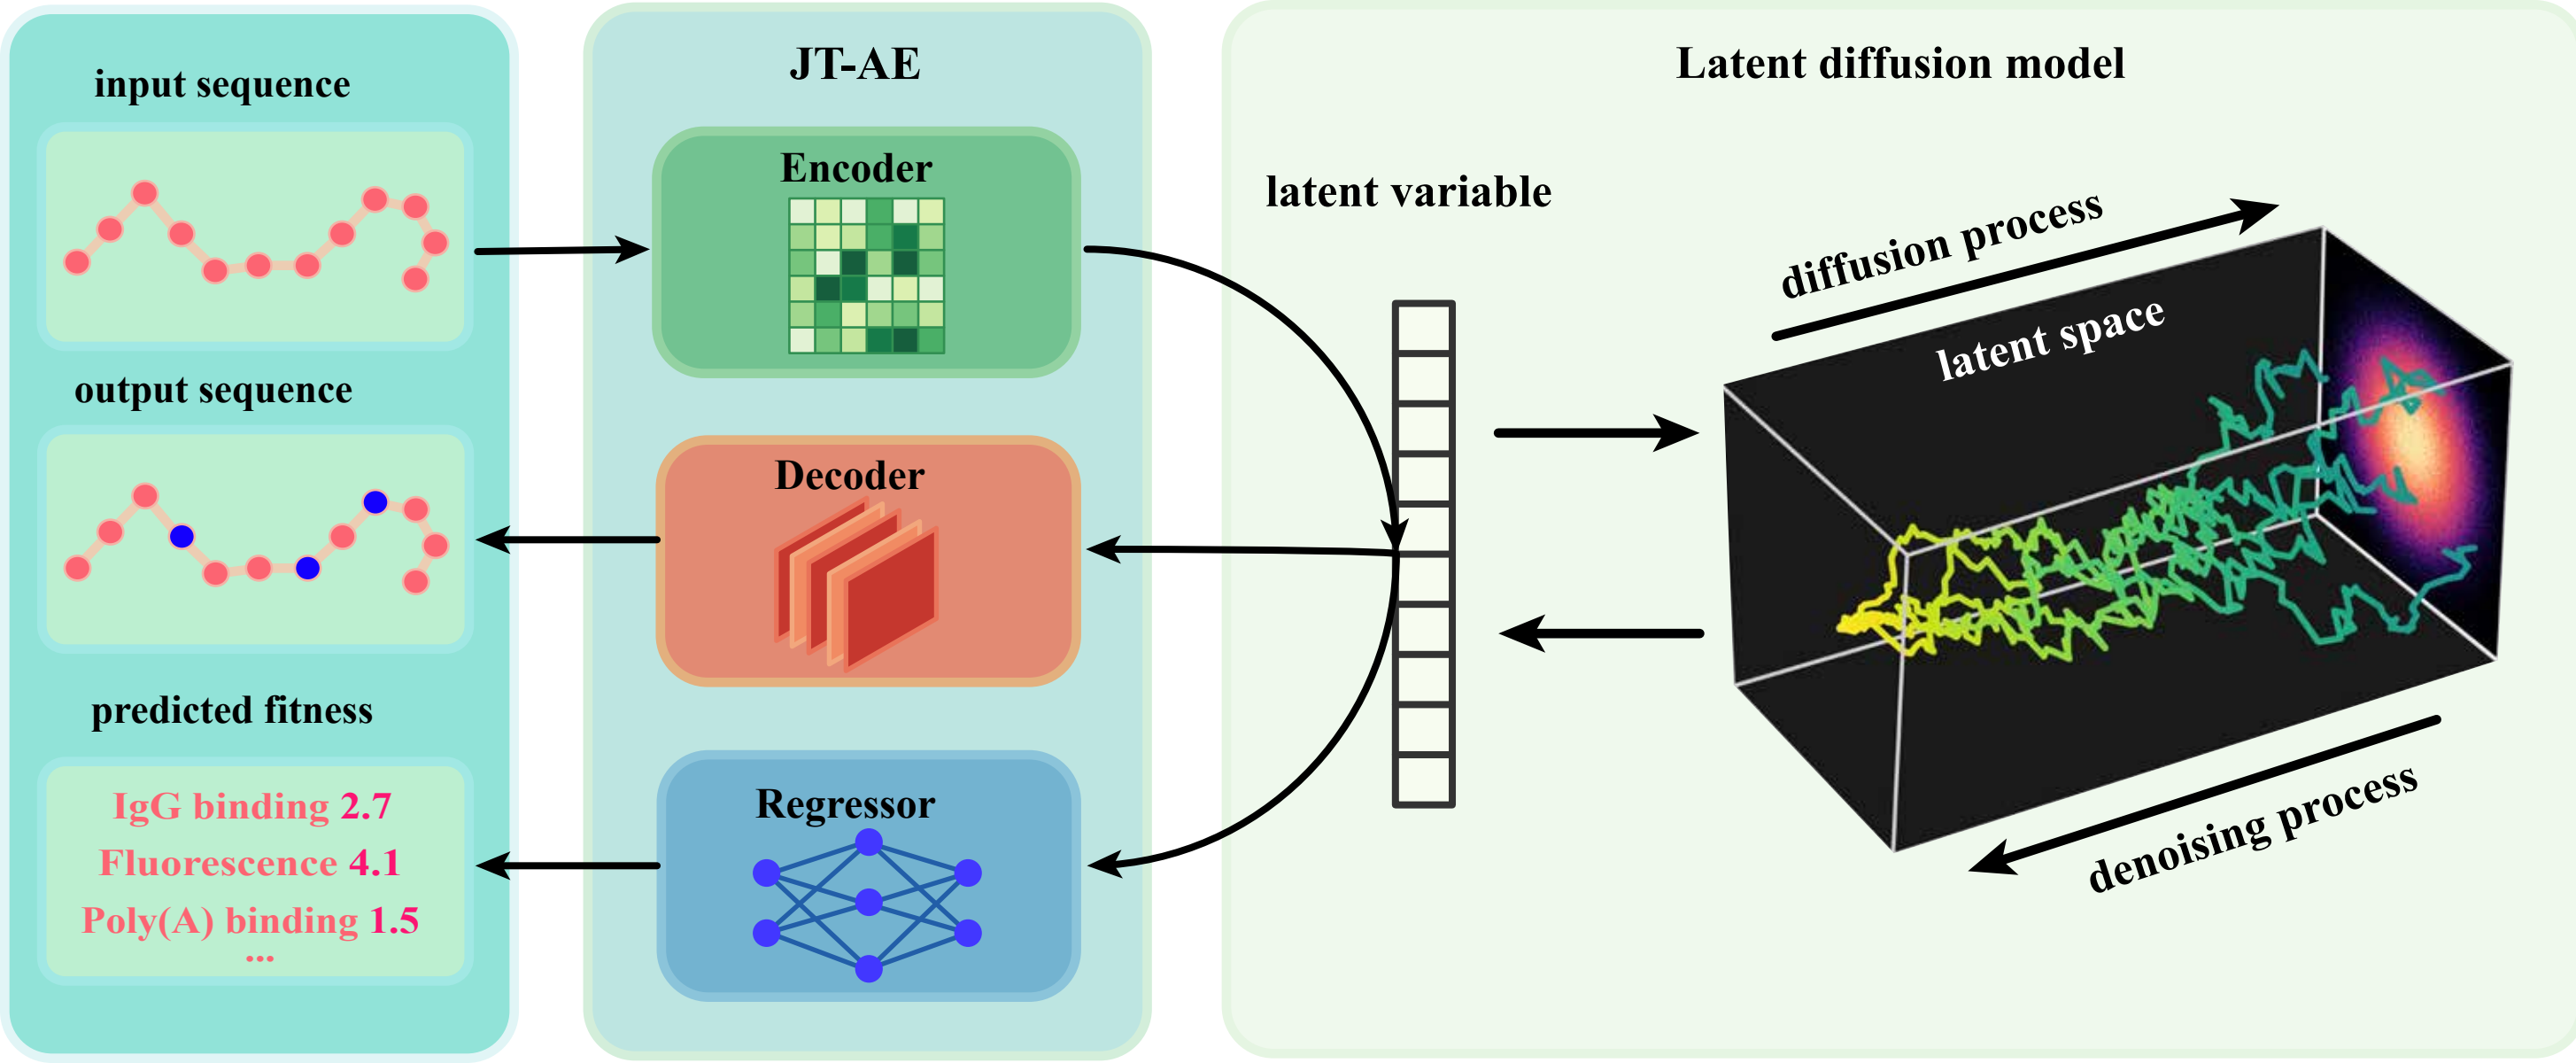 input sequence
output sequence
predicted fitness
IgG binding 2.7
Fluorescence 4.1
Poly(A) binding 1.5
...
JT-AE
Encoder
Decoder
Regressor
Latent diffusion model
latent variable
diffusion process
latent space
denoising process